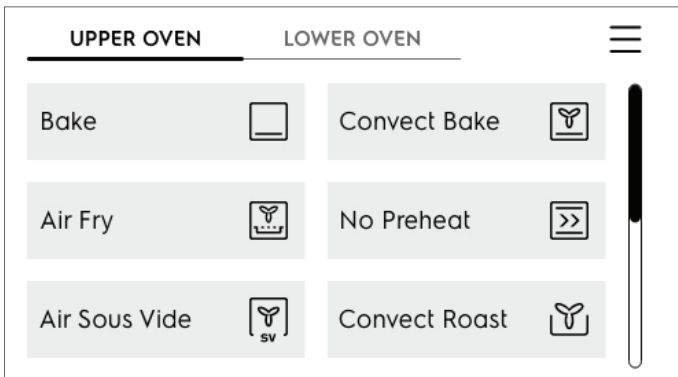 UPPER OVEN LOWER OVEN
Bake Convect Bake
Air Fry No Preheat
Air Sous Vide SV Convect Roast